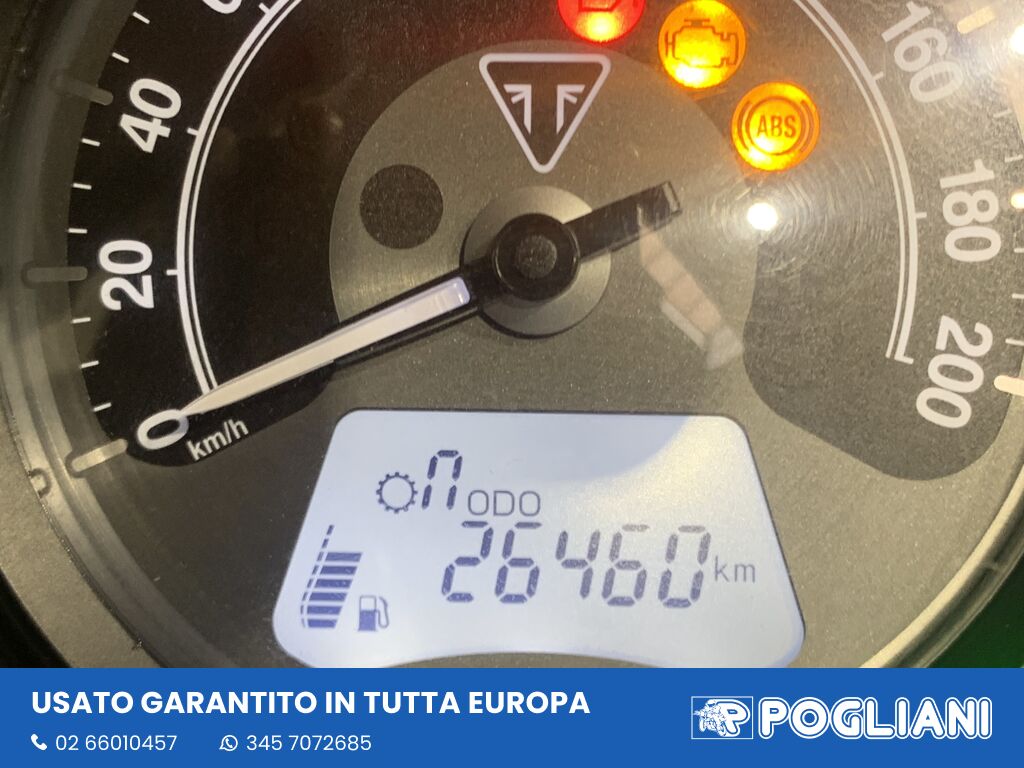 40
160
ABS
20
180
0
km/h
200
n
ODO
26460 km
USATO GARANTITO IN TUTTA EUROPA
02 66010457 345 7072685
POGLIANI